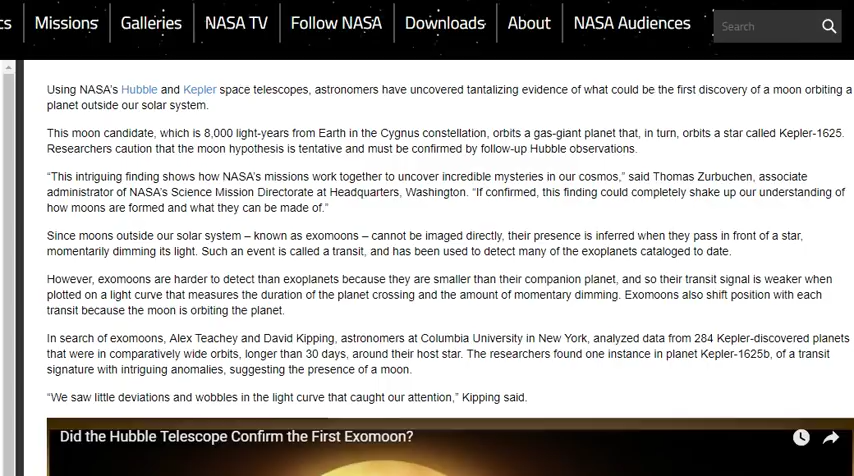 cs Missions Galleries NASA TV Follow NASA Downloads About NASA Audiences Search
Using NASA's Hubble and Kepler space telescopes, astronomers have uncovered tantalizing evidence of what could be the first discovery of a moon orbiting a
planet outside our solar system.
This moon candidate, which is 8,000 light-years from Earth in the Cygnus constellation, orbits a gas-giant planet that, in turn, orbits a star called Kepler-1625.
Researchers caution that the moon hypothesis is tentative and must be confirmed by follow-up Hubble observations.
“This intriguing finding shows how NASA's missions work together to uncover incredible mysteries in our cosmos,” said Thomas Zurbuchen, associate
administrator of NASA's Science Mission Directorate at Headquarters, Washington. “If confirmed, this finding could completely shake up our understanding of
how moons are formed and what they can be made of.”
Since moons outside our solar system – known as exomoons – cannot be imaged directly, their presence is inferred when they pass in front of a star,
momentarily dimming its light. Such an event is called a transit, and has been used to detect many of the exoplanets cataloged to date.
However, exomoons are harder to detect than exoplanets because they are smaller than their companion planet, and so their transit signal is weaker when
plotted on a light curve that measures the duration of the planet crossing and the amount of momentary dimming. Exomoons also shift position with each
transit because the moon is orbiting the planet.
In search of exomoons, Alex Teachey and David Kipping, astronomers at Columbia University in New York, analyzed data from 284 Kepler-discovered planets
that were in comparatively wide orbits, longer than 30 days, around their host star. The researchers found one instance in planet Kepler-1625b, of a transit
signature with intriguing anomalies, suggesting the presence of a moon.
“We saw little deviations and wobbles in the light curve that caught our attention,” Kipping said.
Did the Hubble Telescope Confirm the First Exomoon?